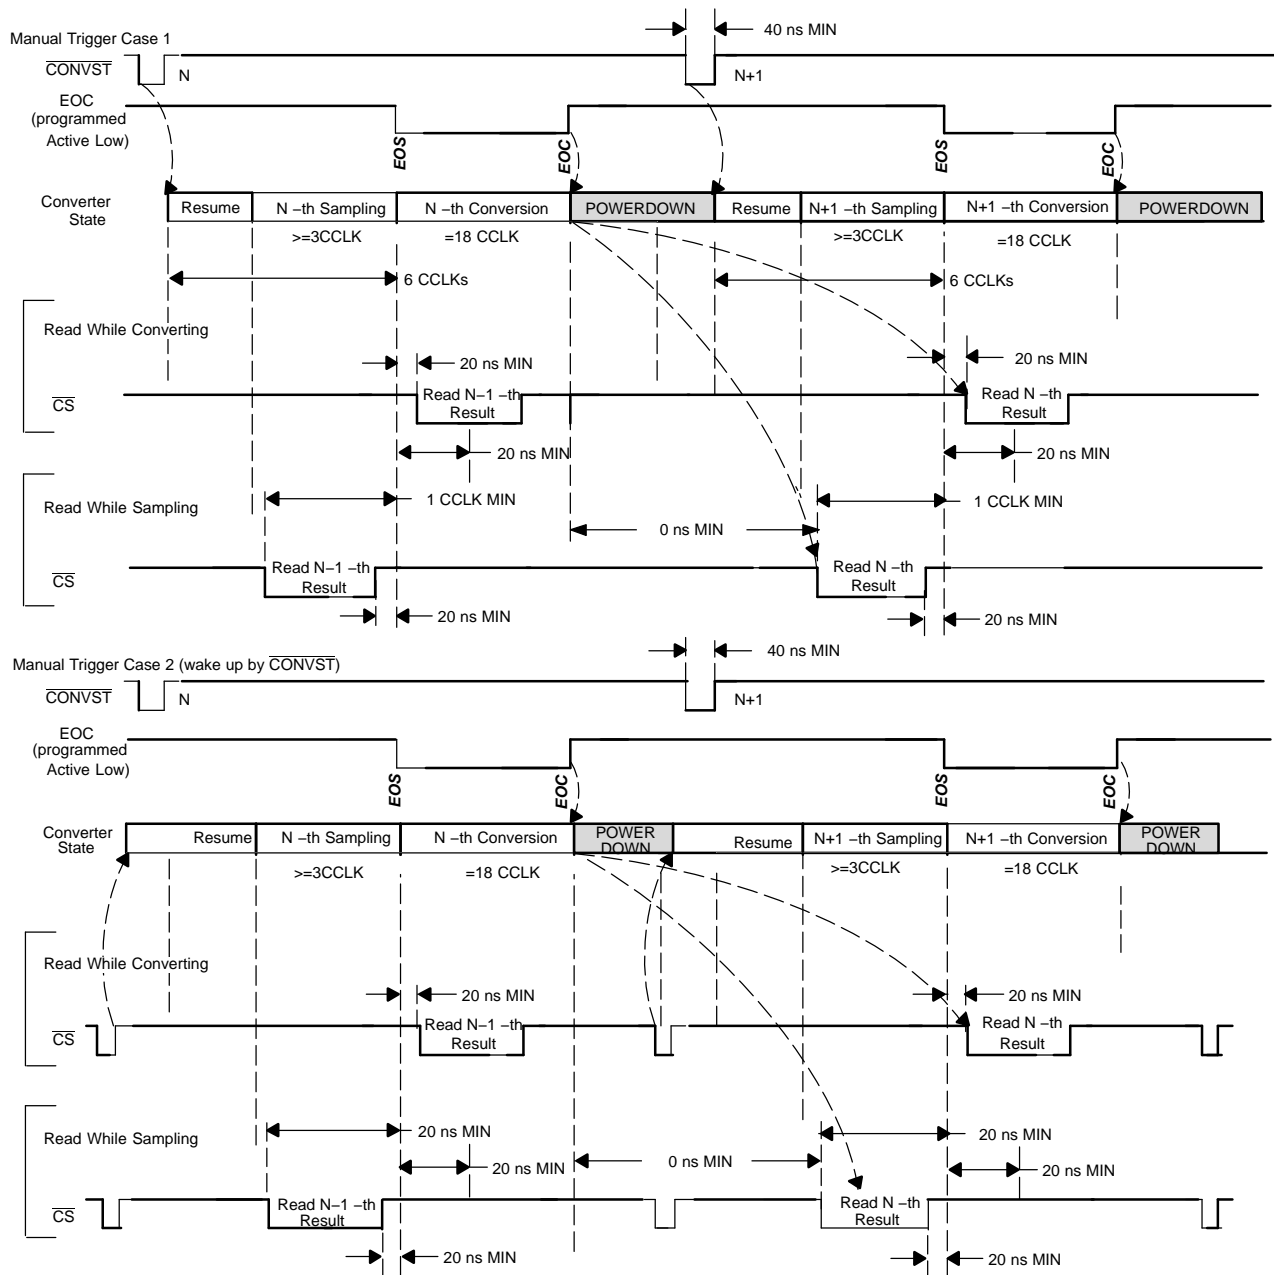 40 ns MIN
Manual Trigger Case 1
CONVST
N
N+1
EOC
(programmed
Active Low)
EOS
EOC
EOS
EOC
Converter
State
Resume
N −th Sampling
N −th Conversion
POWERDOWN
Resume
N+1 −th Sampling
N+1 −th Conversion
POWERDOWN
>=3CCLK
=18 CCLK
>=3CCLK
=18 CCLK
6 CCLKs
6 CCLKs
Read While Converting
20 ns MIN
20 ns MIN
CS
Read N−1 −th
Result
Read N −th
Result
20 ns MIN
20 ns MIN
Read While Sampling
1 CCLK MIN
1 CCLK MIN
0 ns MIN
CS
Read N−1 −th
Result
Read N −th
Result
20 ns MIN
20 ns MIN
40 ns MIN
Manual Trigger Case 2 (wake up by CONVST)
CONVST
N
N+1
EOC
(programmed
Active Low)
EOS
EOC
EOS
EOC
Converter
State
Resume
N −th Sampling
N −th Conversion
POWER
DOWN
Resume
N+1 −th Sampling
N+1 −th Conversion
POWER
DOWN
>=3CCLK
=18 CCLK
>=3CCLK
=18 CCLK
Read While Converting
20 ns MIN
20 ns MIN
CS
Read N−1 −th
Result
Read N −th
Result
Read While Sampling
20 ns MIN
20 ns MIN
20 ns MIN
0 ns MIN
20 ns MIN
CS
Read N−1 −th
Result
Read N −th
Result
20 ns MIN
20 ns MIN